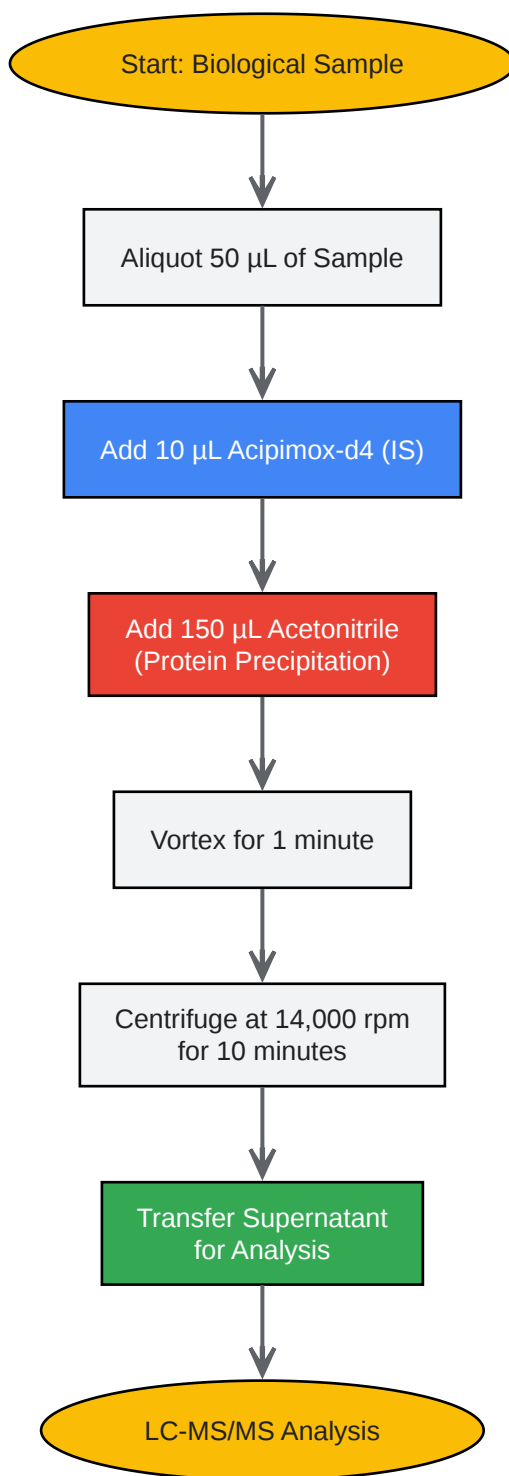 Start: Biological Sample
Aliquot 50 µL of Sample
Add 10 µL Acipimox-d4 (IS)
Add 150 µL Acetonitrile
(Protein Precipitation)
Vortex for 1 minute
Centrifuge at 14,000 rpm
for 10 minutes
Transfer Supernatant
for Analysis
LC-MS/MS Analysis